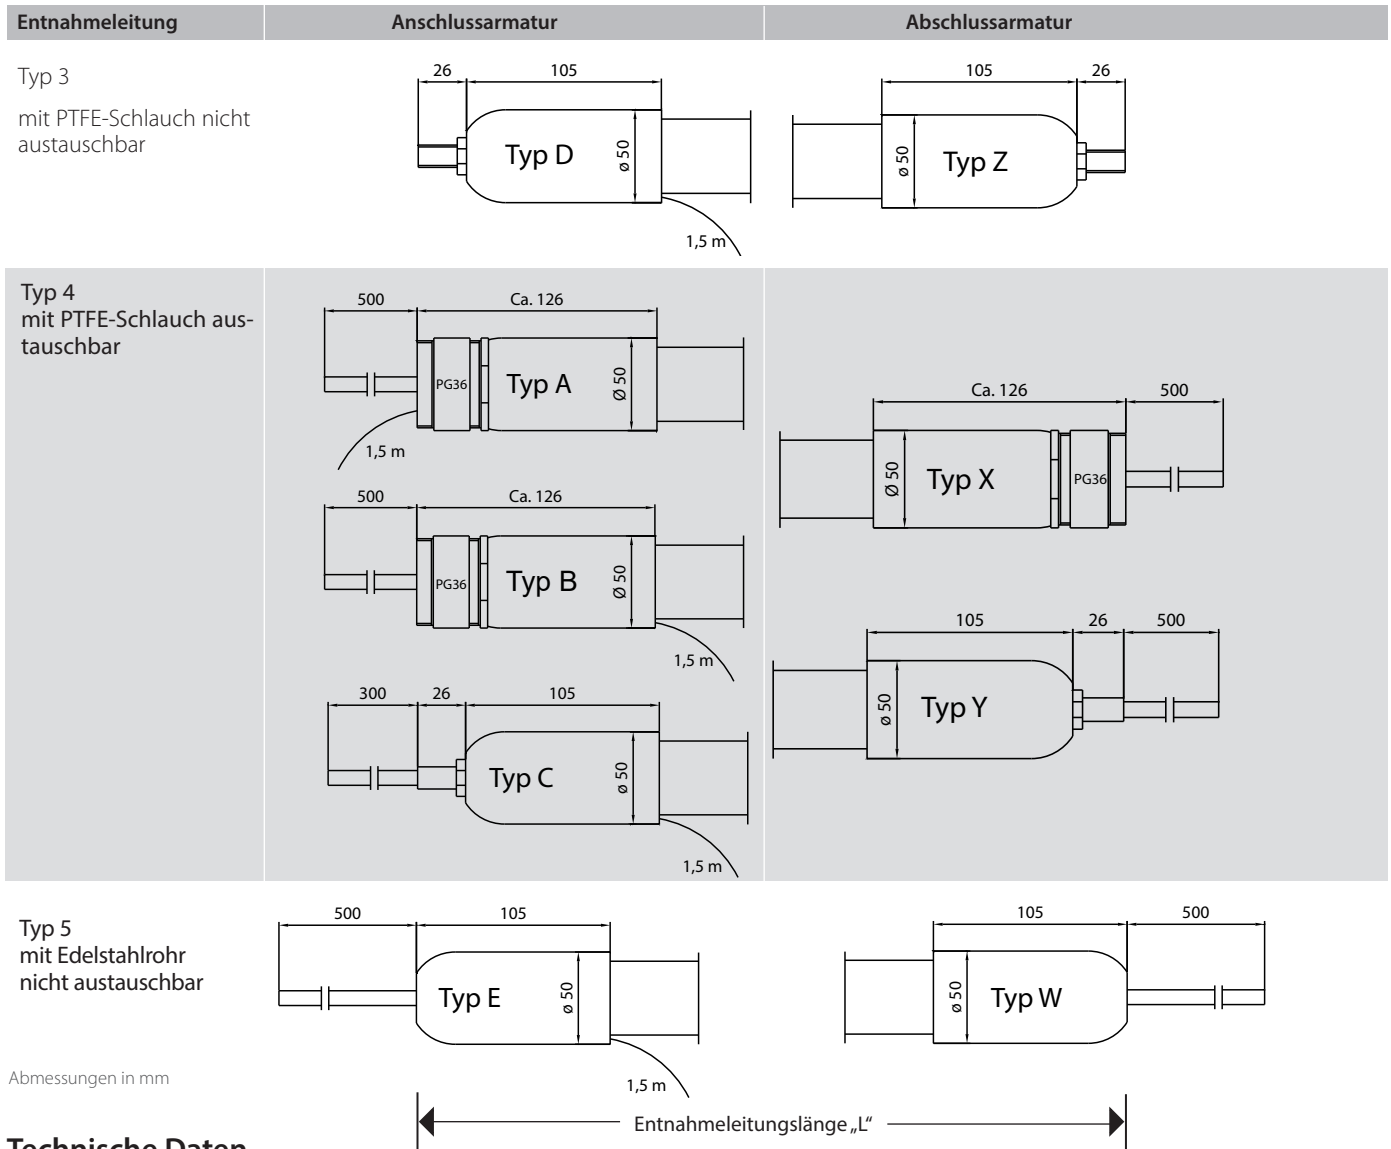 Entnahmeleitung Anschlussarmatur Abschlussarmatur
Typ 3
mit PTFE-Schlauch nicht
austauschbar
26 105
Typ D
ø 50
1,5 m
105 26
ø 50
Typ Z
Typ 4
mit PTFE-Schlauch aus-
tauschbar
500 Ca. 126
PG36
Typ A
Ø 50
1,5 m
500 Ca. 126
PG36
Typ B
Ø 50
1,5 m
300 26 105
Typ C
ø 50
1,5 m
Ca. 126 500
Ø 50
Typ X
PG36
105 26 500
ø 50
Typ Y
Typ 5
mit Edelstahlrohr
nicht austauschbar
500 105
Typ E
ø 50
1,5 m
105 500
ø 50
Typ W
Abmessungen in mm
Entnahmeleitungslänge „L“
Technische Daten